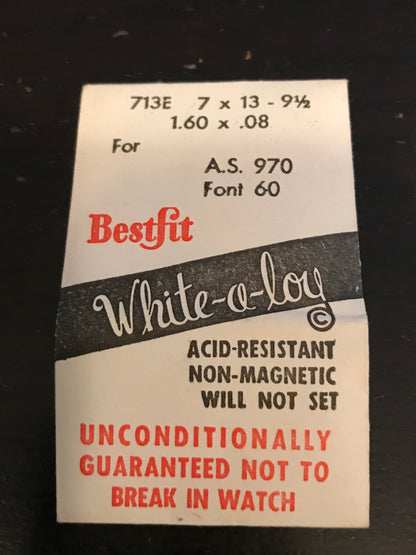 713E 7 x 13 - 9½
1.60 x .08
For
A.S. 970
Font 60
Bestfit
White-a-loy
©
ACID-RESISTANT
NON-MAGNETIC
WILL NOT SET
UNCONDITIONALLY
GUARANTEED NOT TO
BREAK IN WATCH